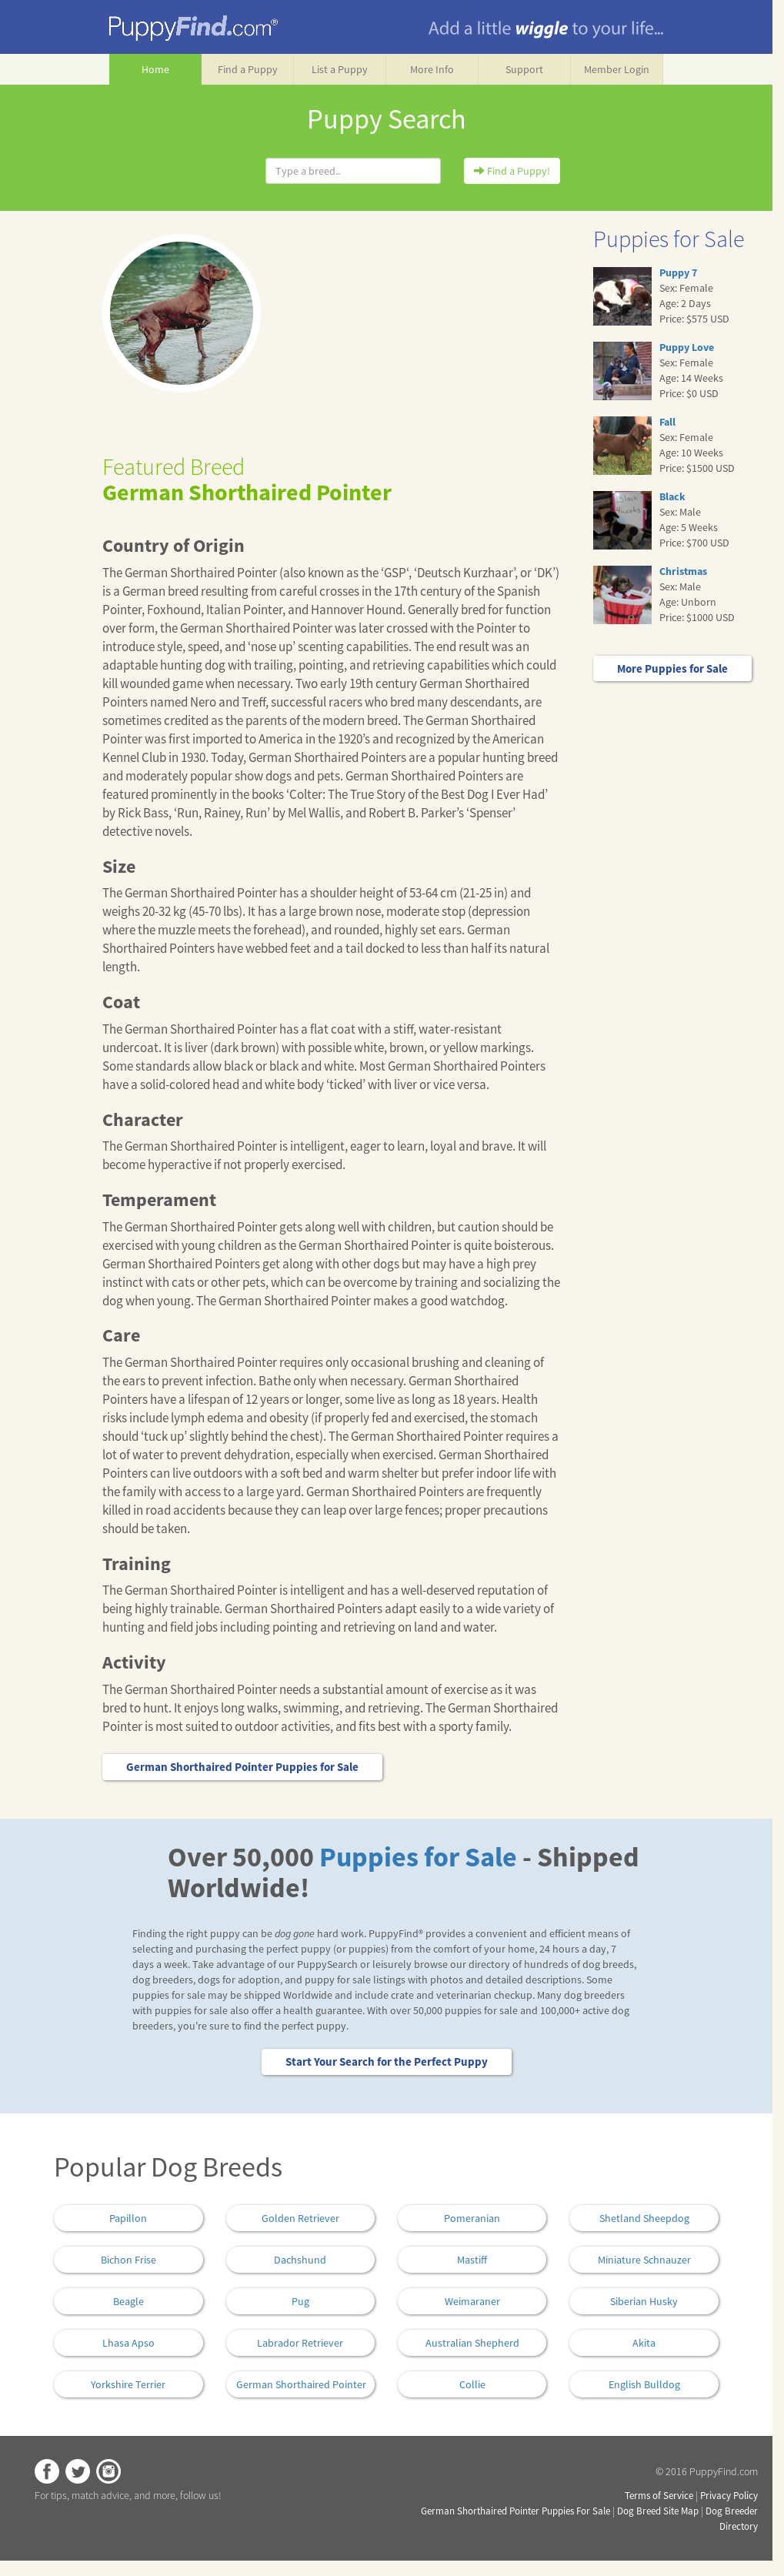 PuppyFind.com®
Add a little wiggle to your life...
Home
Find a Puppy
List a Puppy
More Info
Support
Member Login
Puppy Search
Type a breed..
Find a Puppy!
Featured Breed
German Shorthaired Pointer
Country of Origin
The German Shorthaired Pointer (also known as the ‘GSP‘, ‘Deutsch Kurzhaar’, or ‘DK’)
is a German breed resulting from careful crosses in the 17th century of the Spanish
Pointer, Foxhound, Italian Pointer, and Hannover Hound. Generally bred for function
over form, the German Shorthaired Pointer was later crossed with the Pointer to
introduce style, speed, and ‘nose up’ scenting capabilities. The end result was an
adaptable hunting dog with trailing, pointing, and retrieving capabilities which could
kill wounded game when necessary. Two early 19th century German Shorthaired
Pointers named Nero and Treff, successful racers who bred many descendants, are
sometimes credited as the parents of the modern breed. The German Shorthaired
Pointer was first imported to America in the 1920’s and recognized by the American
Kennel Club in 1930. Today, German Shorthaired Pointers are a popular hunting breed
and moderately popular show dogs and pets. German Shorthaired Pointers are
featured prominently in the books ‘Colter: The True Story of the Best Dog I Ever Had’
by Rick Bass, ‘Run, Rainey, Run’ by Mel Wallis, and Robert B. Parker’s ‘Spenser’
detective novels.
Size
The German Shorthaired Pointer has a shoulder height of 53-64 cm (21-25 in) and
weighs 20-32 kg (45-70 lbs). It has a large brown nose, moderate stop (depression
where the muzzle meets the forehead), and rounded, highly set ears. German
Shorthaired Pointers have webbed feet and a tail docked to less than half its natural
length.
Coat
The German Shorthaired Pointer has a flat coat with a stiff, water-resistant
undercoat. It is liver (dark brown) with possible white, brown, or yellow markings.
Some standards allow black or black and white. Most German Shorthaired Pointers
have a solid-colored head and white body ‘ticked’ with liver or vice versa.
Character
The German Shorthaired Pointer is intelligent, eager to learn, loyal and brave. It will
become hyperactive if not properly exercised.
Temperament
The German Shorthaired Pointer gets along well with children, but caution should be
exercised with young children as the German Shorthaired Pointer is quite boisterous.
German Shorthaired Pointers get along with other dogs but may have a high prey
instinct with cats or other pets, which can be overcome by training and socializing the
dog when young. The German Shorthaired Pointer makes a good watchdog.
Care
The German Shorthaired Pointer requires only occasional brushing and cleaning of
the ears to prevent infection. Bathe only when necessary. German Shorthaired
Pointers have a lifespan of 12 years or longer, some live as long as 18 years. Health
risks include lymph edema and obesity (if properly fed and exercised, the stomach
should ‘tuck up’ slightly behind the chest). The German Shorthaired Pointer requires a
lot of water to prevent dehydration, especially when exercised. German Shorthaired
Pointers can live outdoors with a soft bed and warm shelter but prefer indoor life with
the family with access to a large yard. German Shorthaired Pointers are frequently
killed in road accidents because they can leap over large fences; proper precautions
should be taken.
Training
The German Shorthaired Pointer is intelligent and has a well-deserved reputation of
being highly trainable. German Shorthaired Pointers adapt easily to a wide variety of
hunting and field jobs including pointing and retrieving on land and water.
Activity
The German Shorthaired Pointer needs a substantial amount of exercise as it was
bred to hunt. It enjoys long walks, swimming, and retrieving. The German Shorthaired
Pointer is most suited to outdoor activities, and fits best with a sporty family.
German Shorthaired Pointer Puppies for Sale
Puppies for Sale
Puppy 7
Sex: Female
Age: 2 Days
Price: $575 USD
Puppy Love
Sex: Female
Age: 14 Weeks
Price: $0 USD
Fall
Sex: Female
Age: 10 Weeks
Price: $1500 USD
Black
Sex: Male
Age: 5 Weeks
Price: $700 USD
Christmas
Sex: Male
Age: Unborn
Price: $1000 USD
More Puppies for Sale
Over 50,000 Puppies for Sale - Shipped
Worldwide!
Finding the right puppy can be dog gone hard work. PuppyFind® provides a convenient and efficient means of
selecting and purchasing the perfect puppy (or puppies) from the comfort of your home, 24 hours a day, 7
days a week. Take advantage of our PuppySearch or leisurely browse our directory of hundreds of dog breeds,
dog breeders, dogs for adoption, and puppy for sale listings with photos and detailed descriptions. Some
puppies for sale may be shipped Worldwide and include crate and veterinarian checkup. Many dog breeders
with puppies for sale also offer a health guarantee. With over 50,000 puppies for sale and 100,000+ active dog
breeders, you're sure to find the perfect puppy.
Start Your Search for the Perfect Puppy
Popular Dog Breeds
Papillon
Golden Retriever
Pomeranian
Shetland Sheepdog
Bichon Frise
Dachshund
Mastiff
Miniature Schnauzer
Beagle
Pug
Weimaraner
Siberian Husky
Lhasa Apso
Labrador Retriever
Australian Shepherd
Akita
Yorkshire Terrier
German Shorthaired Pointer
Collie
English Bulldog
For tips, match advice, and more, follow us!
© 2016 PuppyFind.com
Terms of Service | Privacy Policy
German Shorthaired Pointer Puppies For Sale | Dog Breed Site Map | Dog Breeder
Directory